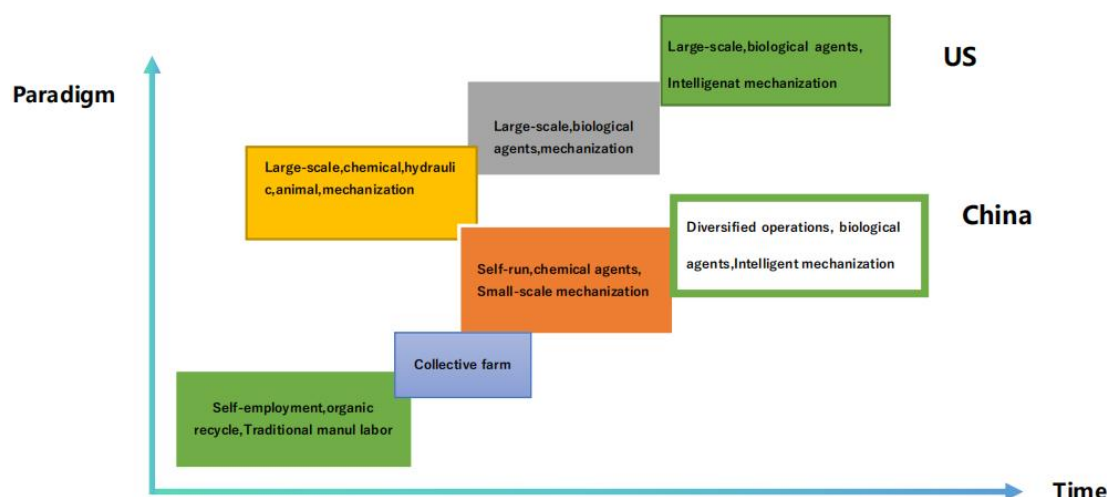 US
Large-scale,biological agents,
Intelligenat mechanization
Paradigm
Large-scale,biological
agents,mechanization
Large-scale,chemical,hydrauli
c,animal,mechanization
China
Diversified operations, biological
agents,Intelligent mechanization
Self-run,chemical agents,
Small-scale mechanization
Collective farm
Self-employment,organic
recycle,Traditional manul labor
Time